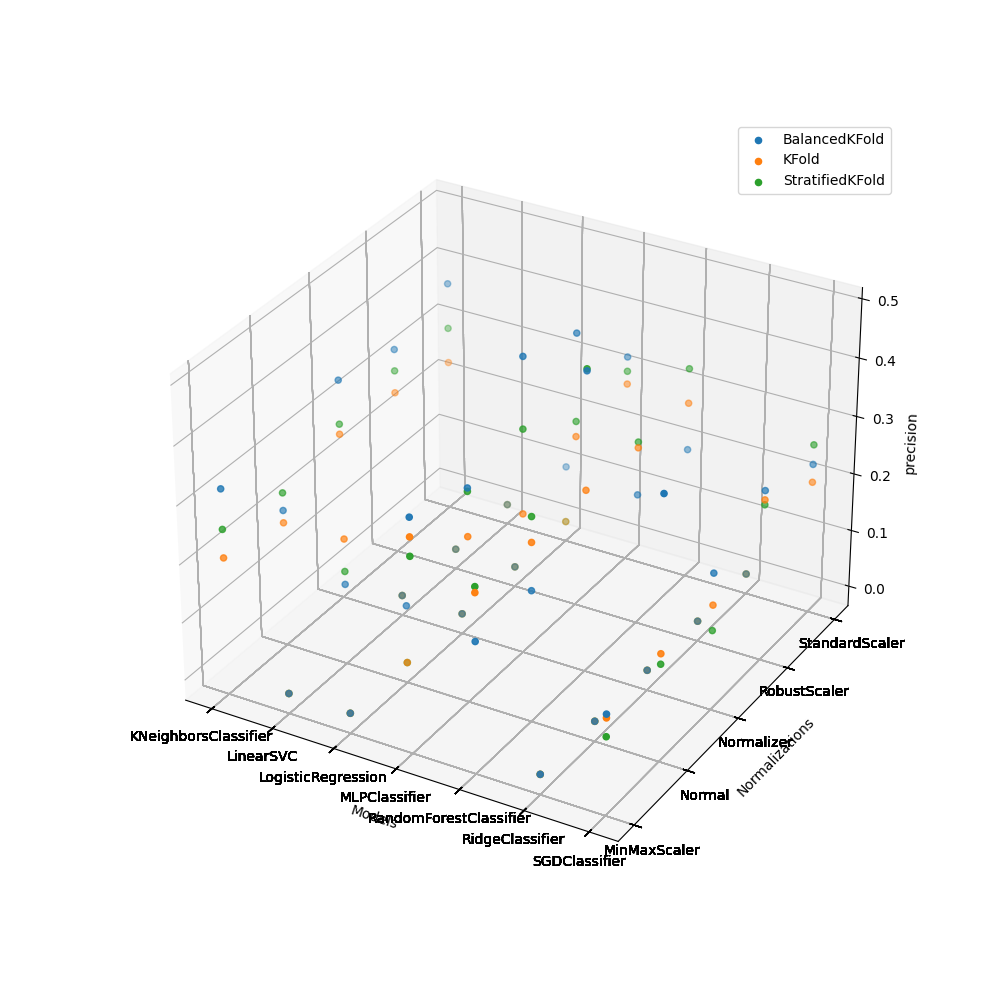 BalancedKFold
KFold
StratifiedKFold
0.5
0.4
0.3
0.2
0.1
0.0
precision
StandardScaler
RobustScaler
Normalizer
Normal
MinMaxScaler
Normalizations
KNeighborsClassifier
LinearSVC
LogisticRegression
MLPClassifier
RandomForestClassifier
RidgeClassifier
SGDClassifier
Models